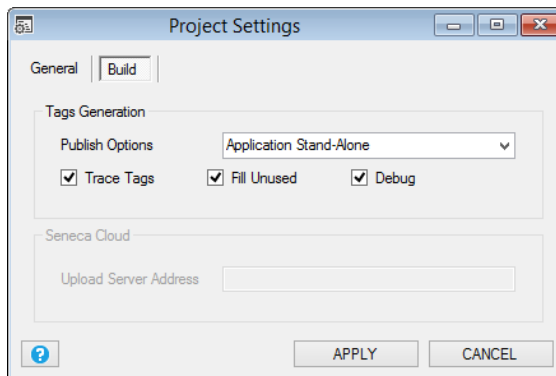 Project Settings
General Build
Tags Generation
Publish Options Application Stand-Alone
Trace Tags Fill Unused Debug
Seneca Cloud
Upload Server Address
? APPLY CANCEL